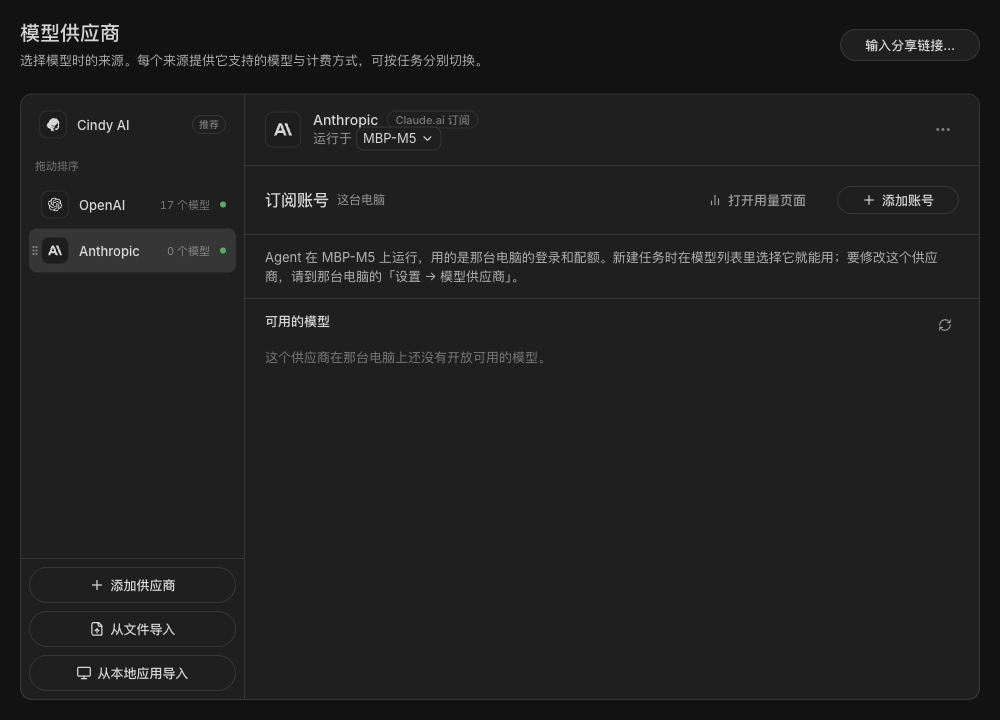 模型供应商
选择模型时的来源。每个来源提供它支持的模型与计费方式，可按任务分别切换。
输入分享链接...
Cindy AI
推荐
拖动排序
OpenAI
17 个模型
Anthropic
0 个模型
添加供应商
从文件导入
从本地应用导入
Anthropic
Claude.ai 订阅
运行于
MBP-M5
订阅账号
这台电脑
打开用量页面
添加账号
Agent 在 MBP-M5 上运行，用的是那台电脑的登录和配额。新建任务时在模型列表里选择它就能用；要修改这个供应
商，请到那台电脑的「设置 → 模型供应商」。
可用的模型
这个供应商在那台电脑上还没有开放可用的模型。